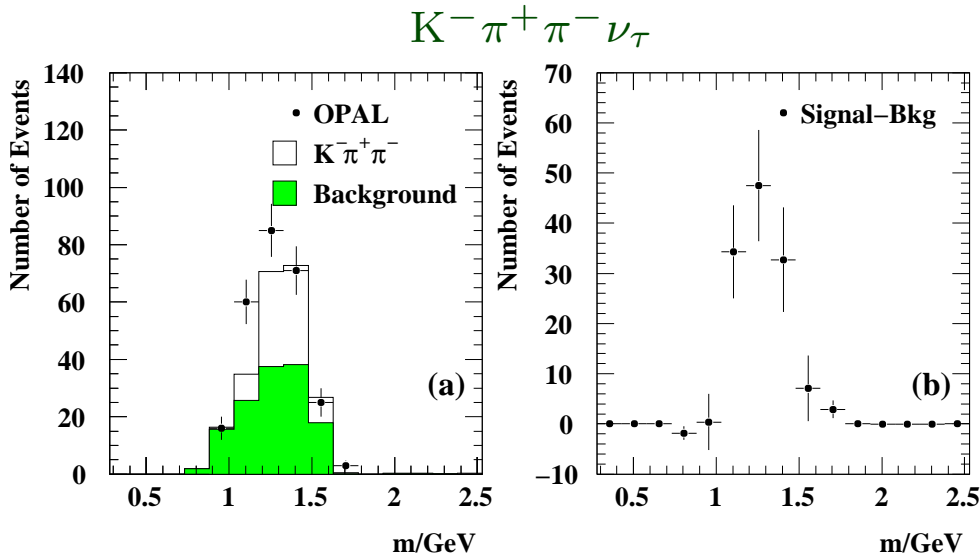 K⁻π⁺π⁻ν_τ
Number of Events
140
120
100
80
60
40
20
0
OPAL
K⁻π⁺π⁻
Background
(a)
0.5 1 1.5 2 2.5
m/GeV
Number of Events
70
60
50
40
30
20
10
0
−10
Signal−Bkg
(b)
0.5 1 1.5 2 2.5
m/GeV